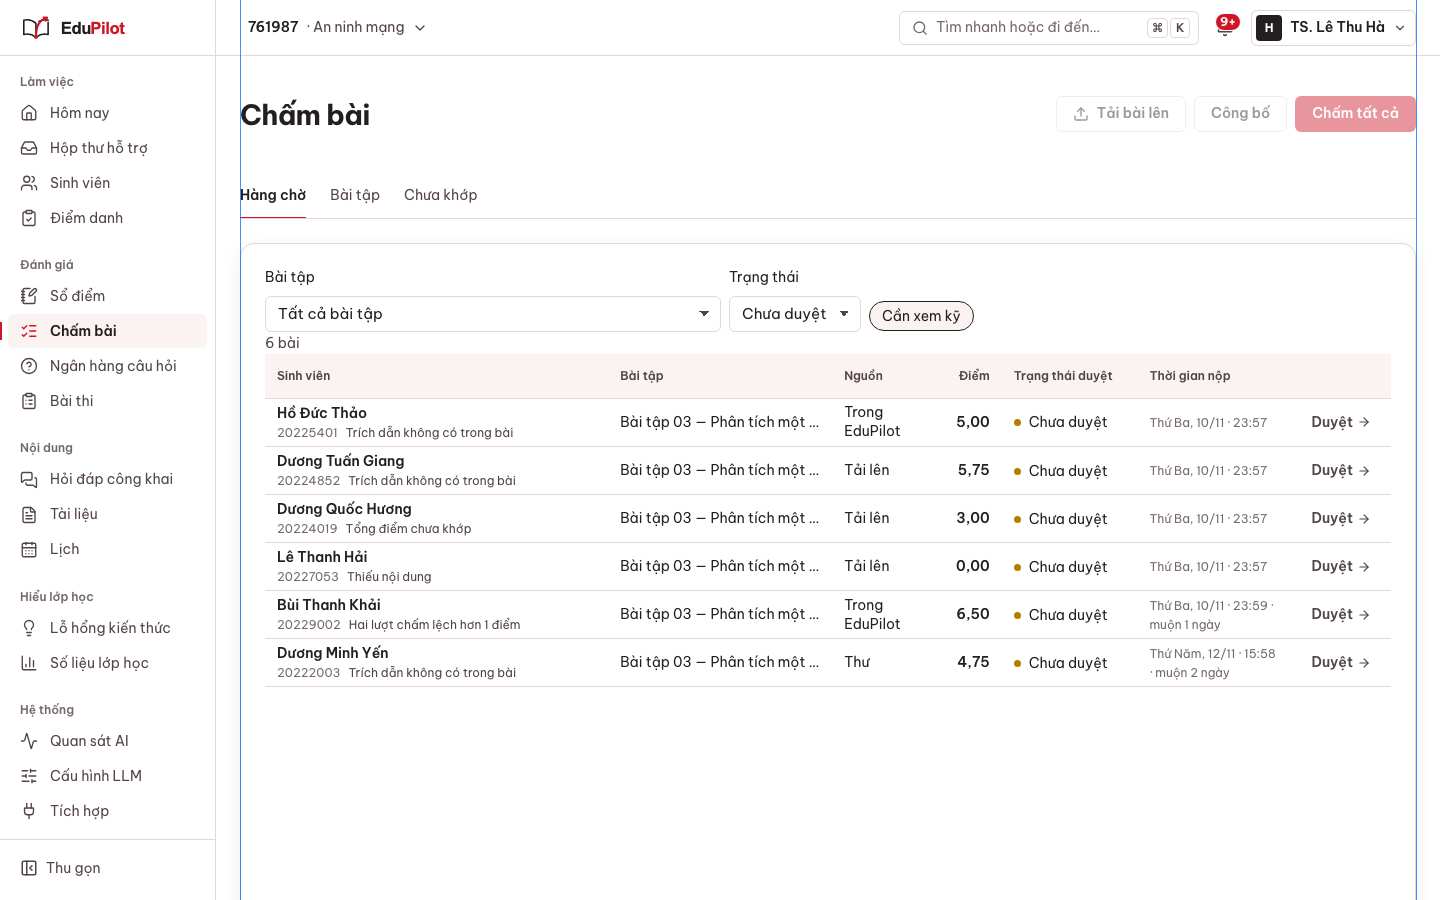 EduPilot
761987 · An ninh mạng
Tìm nhanh hoặc đi đến...
⌘ K
9+
H
TS. Lê Thu Hà
Làm việc
Hôm nay
Hộp thư hỗ trợ
Sinh viên
Điểm danh
Đánh giá
Sổ điểm
Chấm bài
Ngân hàng câu hỏi
Bài thi
Nội dung
Hỏi đáp công khai
Tài liệu
Lịch
Hiểu lớp học
Lỗ hổng kiến thức
Số liệu lớp học
Hệ thống
Quan sát AI
Cấu hình LLM
Tích hợp
Thu gọn
Chấm bài
Tải bài lên
Công bố
Chấm tất cả
Hàng chờ Bài tập Chưa khớp
Bài tập Trạng thái
Tất cả bài tập Chưa duyệt Cần xem kỹ
6 bài
Sinh viên Bài tập Nguồn Điểm Trạng thái duyệt Thời gian nộp
Hồ Đức Thảo
20225401 Trích dẫn không có trong bài
Bài tập 03 — Phân tích một ...
Trong
EduPilot
5,00
Chưa duyệt
Thứ Ba, 10/11 · 23:57
Duyệt →
Dương Tuấn Giang
20224852 Trích dẫn không có trong bài
Bài tập 03 — Phân tích một ...
Tải lên
5,75
Chưa duyệt
Thứ Ba, 10/11 · 23:57
Duyệt →
Dương Quốc Hương
20224019 Tổng điểm chưa khớp
Bài tập 03 — Phân tích một ...
Tải lên
3,00
Chưa duyệt
Thứ Ba, 10/11 · 23:57
Duyệt →
Lê Thanh Hải
20227053 Thiếu nội dung
Bài tập 03 — Phân tích một ...
Tải lên
0,00
Chưa duyệt
Thứ Ba, 10/11 · 23:57
Duyệt →
Bùi Thanh Khải
20229002 Hai lượt chấm lệch hơn 1 điểm
Bài tập 03 — Phân tích một ...
Trong
EduPilot
6,50
Chưa duyệt
Thứ Ba, 10/11 · 23:59 ·
muộn 1 ngày
Duyệt →
Dương Minh Yến
20222003 Trích dẫn không có trong bài
Bài tập 03 — Phân tích một ...
Thư
4,75
Chưa duyệt
Thứ Năm, 12/11 · 15:58
· muộn 2 ngày
Duyệt →